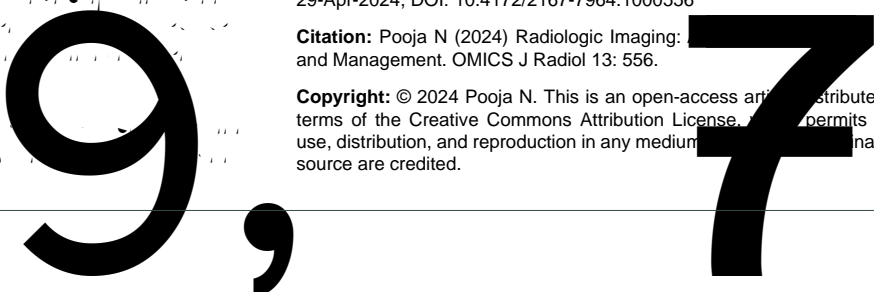 29-Apr-2024, DOI: 10.4172/2167-7964.1000556
Citation: Pooja N (2024) Radiologic Imaging:
and Management. OMICS J Radiol 13: 556.
Copyright: © 2024 Pooja N. This is an open-access
terms of the Creative Commons Attribution License, permits
use, distribution, and reproduction in any medium
source are credited.
9, 7